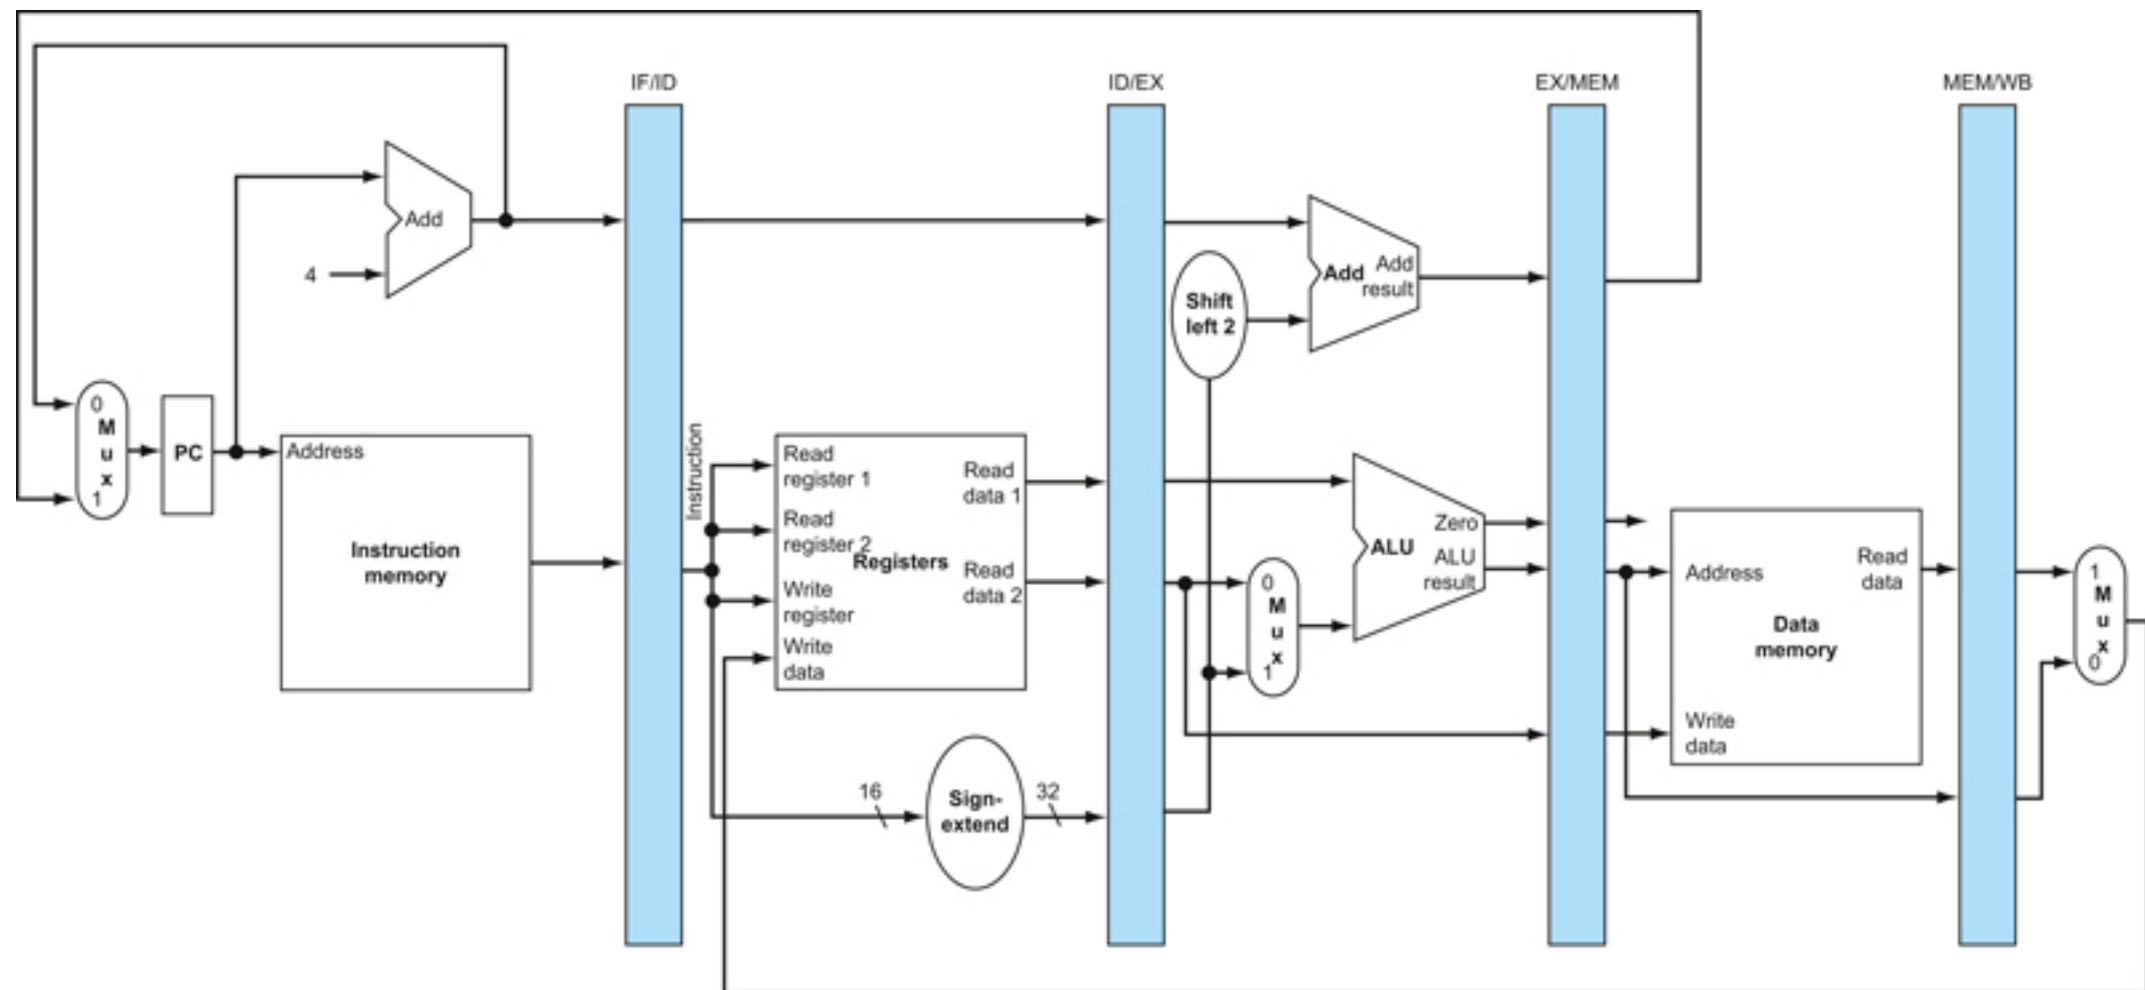 IF/ID
ID/EX
EX/MEM
MEM/WB
Add
4
Add
Add
result
Shift
left 2
0
M
u
x
1
PC
Address
Instruction
memory
Instruction
Read
register 1
Read
register 2
Write
register
Write
data
Registers
Read
data 1
Read
data 2
16
Sign-
extend
32
0
M
u
x
1
ALU
Zero
ALU
result
Address
Read
data
Data
memory
Write
data
1
M
u
x
0